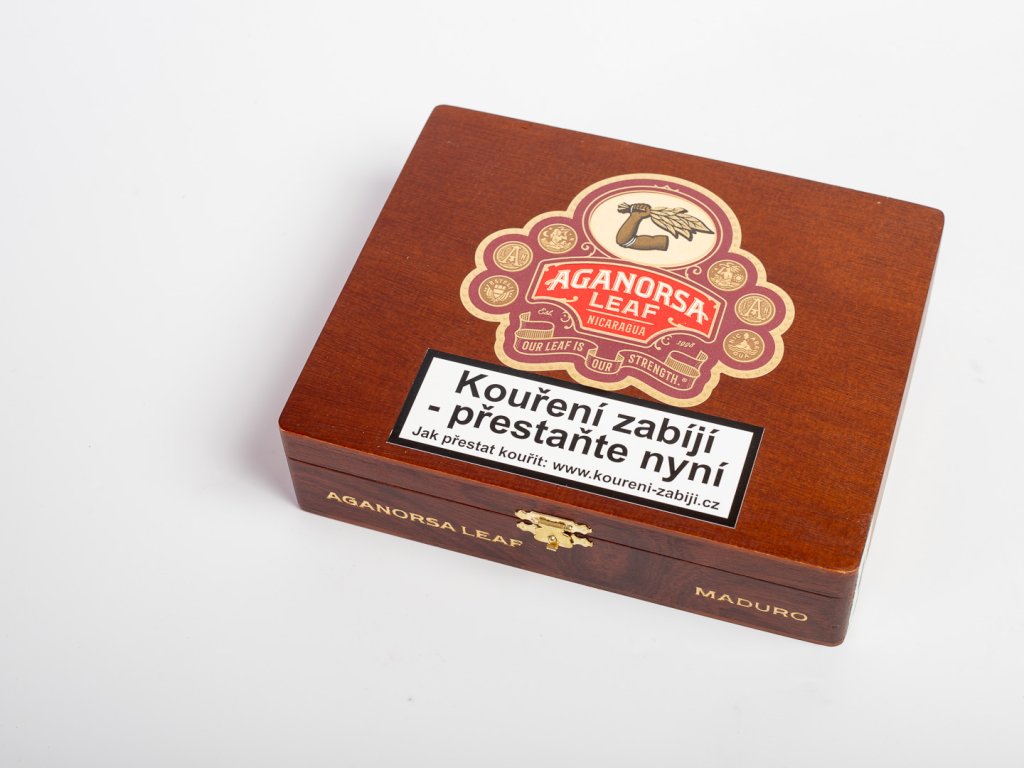 AGANORSA
LEAF
NICARAGUA
Est. 1998
OUR LEAF IS OUR STRENGTH.®
Kouření zabíjí
- přestaňte nyní
Jak přestat kouřit: www.koureni-zabiji.cz
AGANORSA LEAF
MADURO